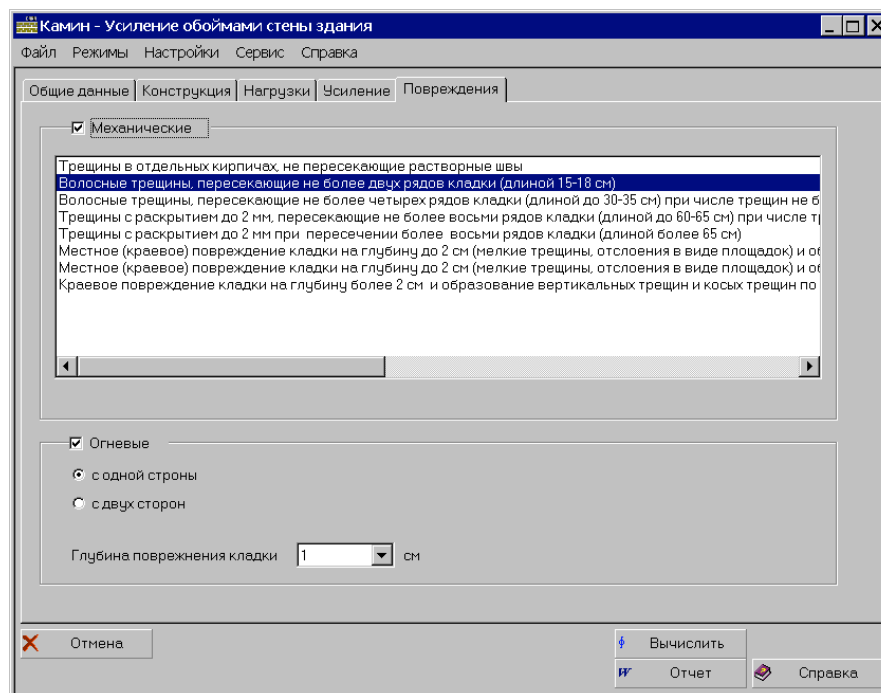 Камин - Усиление обоймами стены здания
Файл Режимы Настройки Сервис Справка
Общие данные Конструкция Нагрузки Усиление Повреждения
Механические
Трещины в отдельных кирпичах, не пересекающие растворные швы
Волосные трещины, пересекающие не более двух рядов кладки (длиной 15-18 см)
Волосные трещины, пересекающие не более четырех рядов кладки (длиной до 30-35 см) при числе трещин не б
Трещины с раскрытием до 2 мм, пересекающие не более восьми рядов кладки (длиной до 60-65 см) при числе т
Трещины с раскрытием до 2 мм при пересечении более восьми рядов кладки (длиной более 65 см)
Местное (краевое) повреждение кладки на глубину до 2 см (мелкие трещины, отслоения в виде площадок) и об
Местное (краевое) повреждение кладки на глубину до 2 см (мелкие трещины, отслоения в виде площадок) и об
Краевое повреждение кладки на глубину более 2 см и образование вертикальных трещин и косых трещин по
Огневые
с одной строны
с двух сторон
Глубина поврежнения кладки 1 см
Отмена Вычислить
Отчет Справка